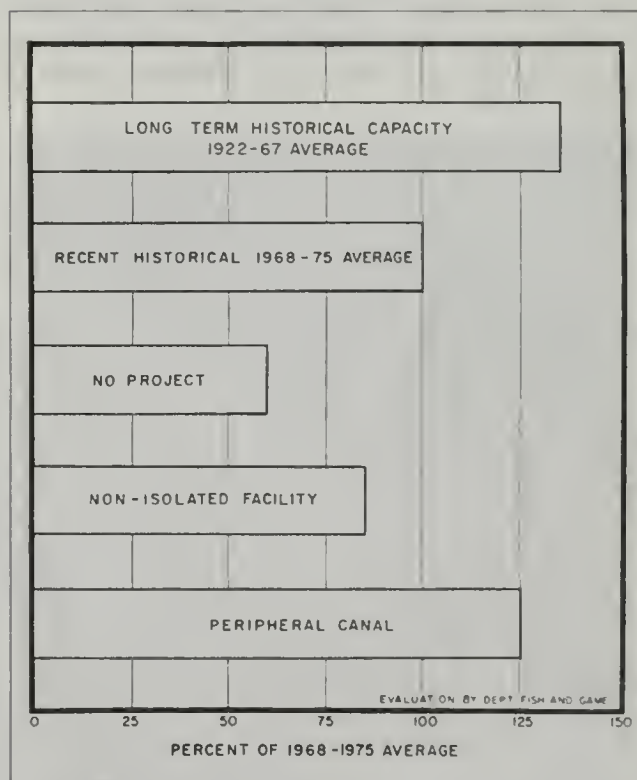 LONG TERM HISTORICAL CAPACITY
1922-67 AVERAGE
RECENT HISTORICAL 1968-75 AVERAGE
NO PROJECT
NON-ISOLATED FACILITY
PERIPHERAL CANAL
EVALUATION BY DEPT FISH AND GAME
0 25 50 75 100 125 150
PERCENT OF 1968-1975 AVERAGE